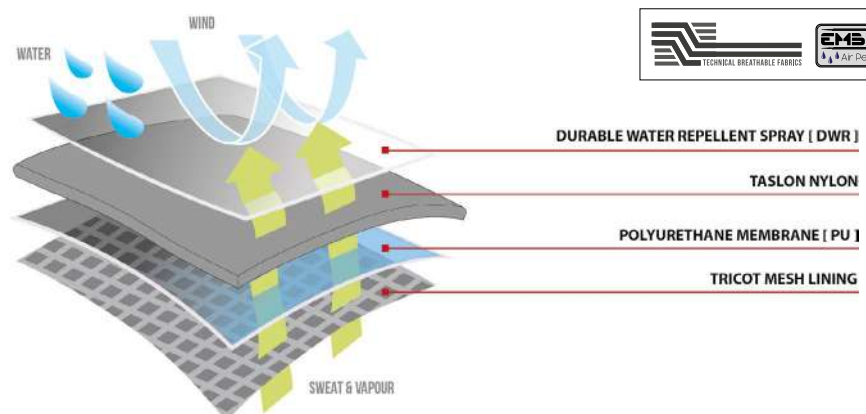 WIND
WATER
TECHNICAL BREATHABLE FABRICS
EMS
DURABLE WATER REPELLENT SPRAY [ DWR ]
TASLON NYLON
POLYURETHANE MEMBRANE [ PU ]
TRICOT MESH LINING
SWEAT & VAPOUR